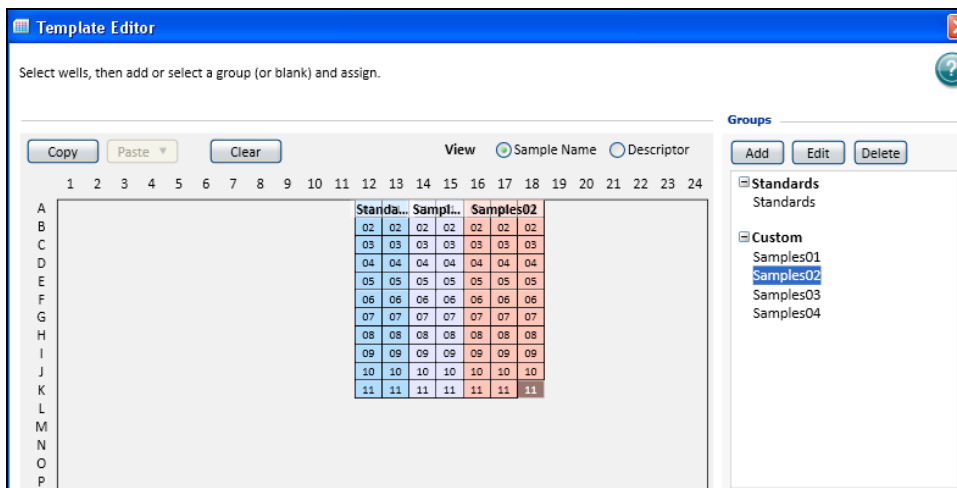 Template Editor
Select wells, then add or select a group (or blank) and assign.
Groups
Copy Paste Clear View Sample Name Descriptor
Add Edit Delete
1 2 3 4 5 6 7 8 9 10 11 12 13 14 15 16 17 18 19 20 21 22 23 24
A Standa... Sampl... Samples02
B 02 02 02 02 02 02 02
C 03 03 03 03 03 03 03
D 04 04 04 04 04 04 04
E 05 05 05 05 05 05 05
F 06 06 06 06 06 06 06
G 07 07 07 07 07 07 07
H 08 08 08 08 08 08 08
I 09 09 09 09 09 09 09
J 10 10 10 10 10 10 10
K 11 11 11 11 11 11 11
L
M
N
O
P
Standards
Standards
Custom
Samples01
Samples02
Samples03
Samples04